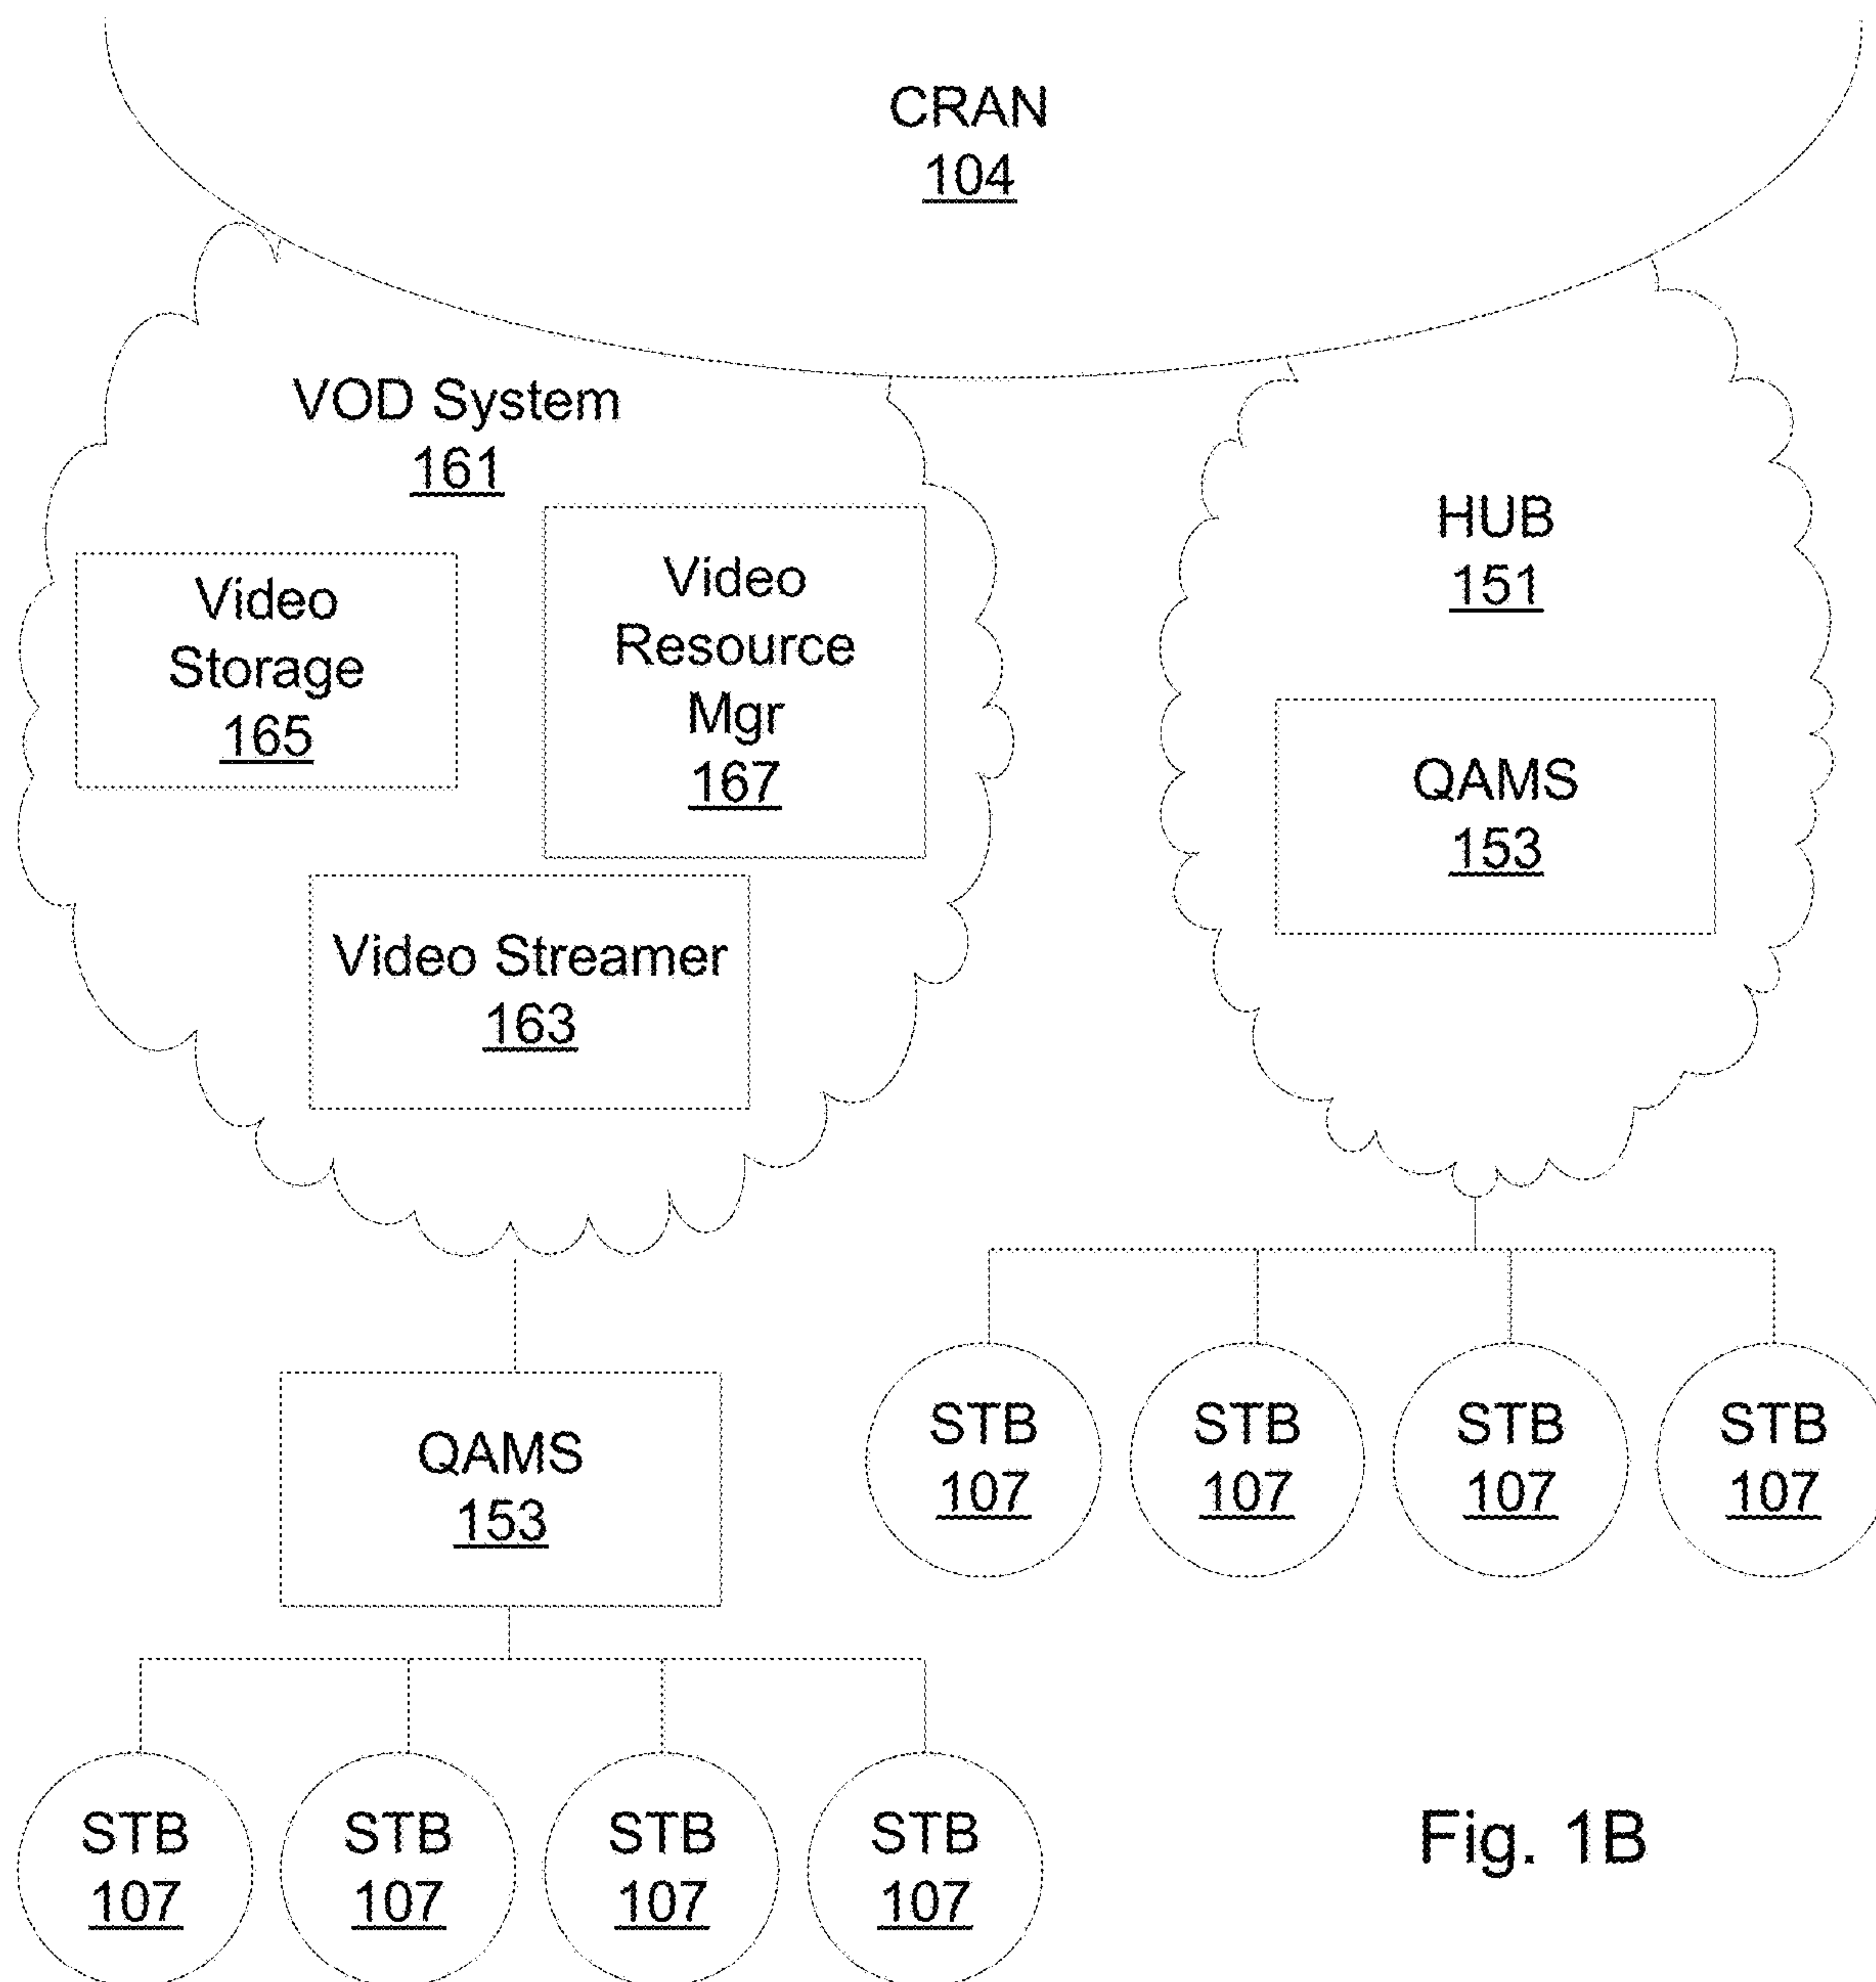 CRAN
104
VOD System
161
Video
Storage
165
Video
Resource
Mgr
167
Video Streamer
163
HUB
151
QAMS
153
STB
107
STB
107
STB
107
STB
107
QAMS
153
STB
107
STB
107
STB
107
STB
107
Fig. 1B